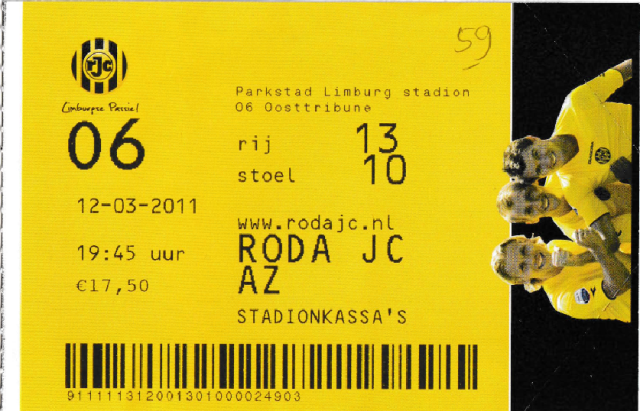 59
rJC
Limburgse Passie!
Parkstad Limburg stadion
06 Oosttribune
06
rij 13
stoel 10
12-03-2011
www.rodajc.nl
19:45 uur
RODA JC
€17,50
AZ
STADIONKASSA'S
911111312001301000024903